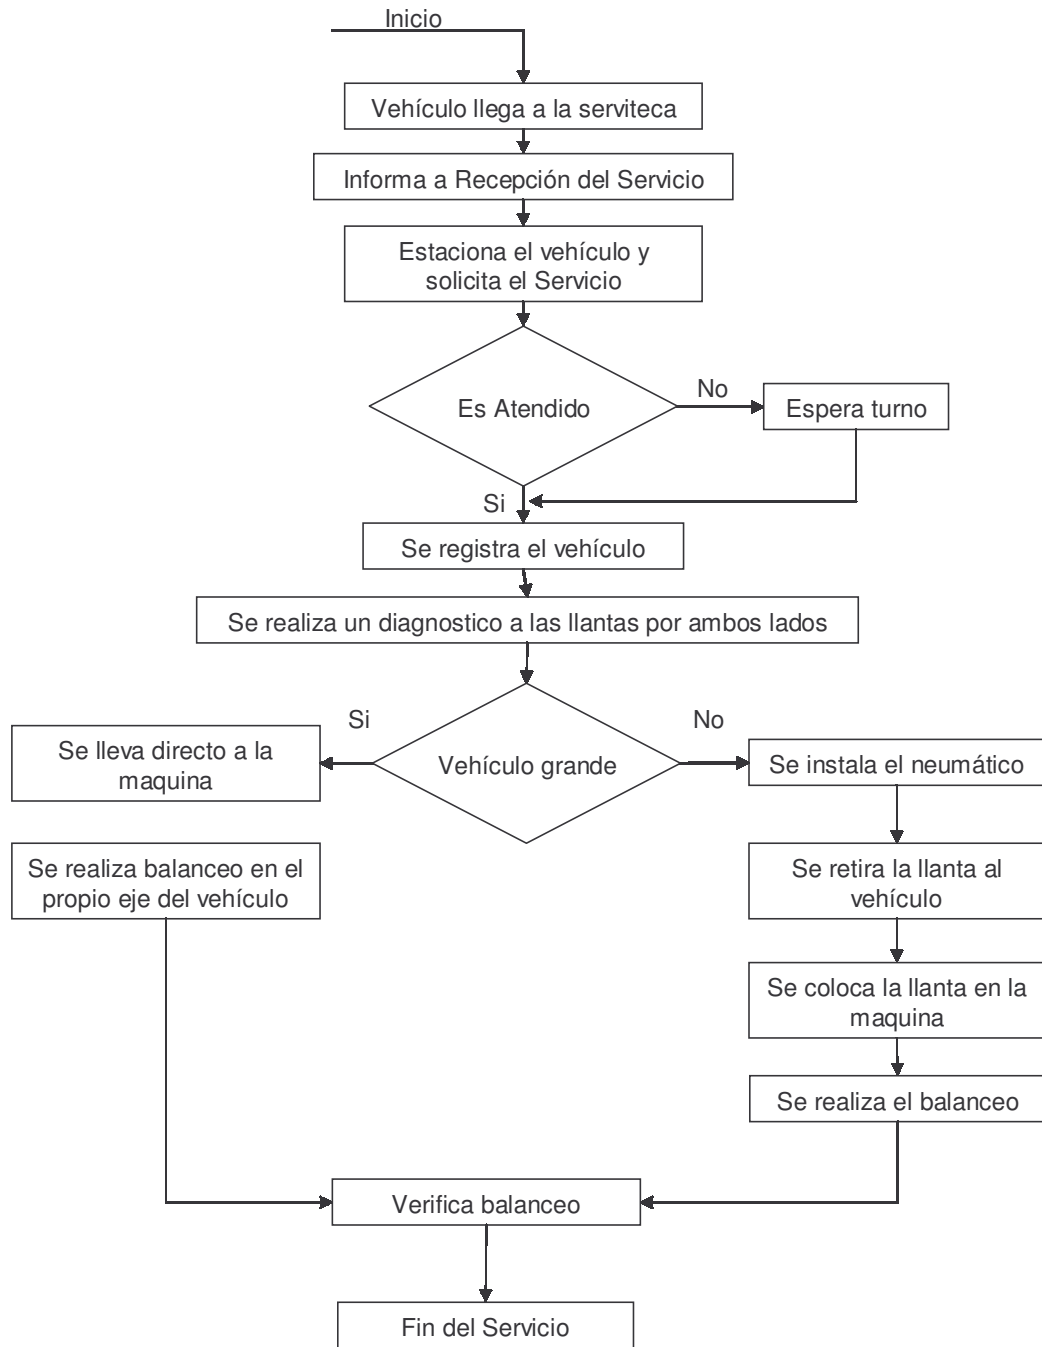 Inicio
Vehículo llega a la serviteca
Informa a Recepción del Servicio
Estaciona el vehículo y
solicita el Servicio
Es Atendido
No
Espera turno
Si
Se registra el vehículo
Se realiza un diagnostico a las llantas por ambos lados
Si
No
Se lleva directo a la
maquina
Vehículo grande
Se instala el neumático
Se realiza balanceo en el
propio eje del vehículo
Se retira la llanta al
vehículo
Se coloca la llanta en la
maquina
Se realiza el balanceo
Verifica balanceo
Fin del Servicio